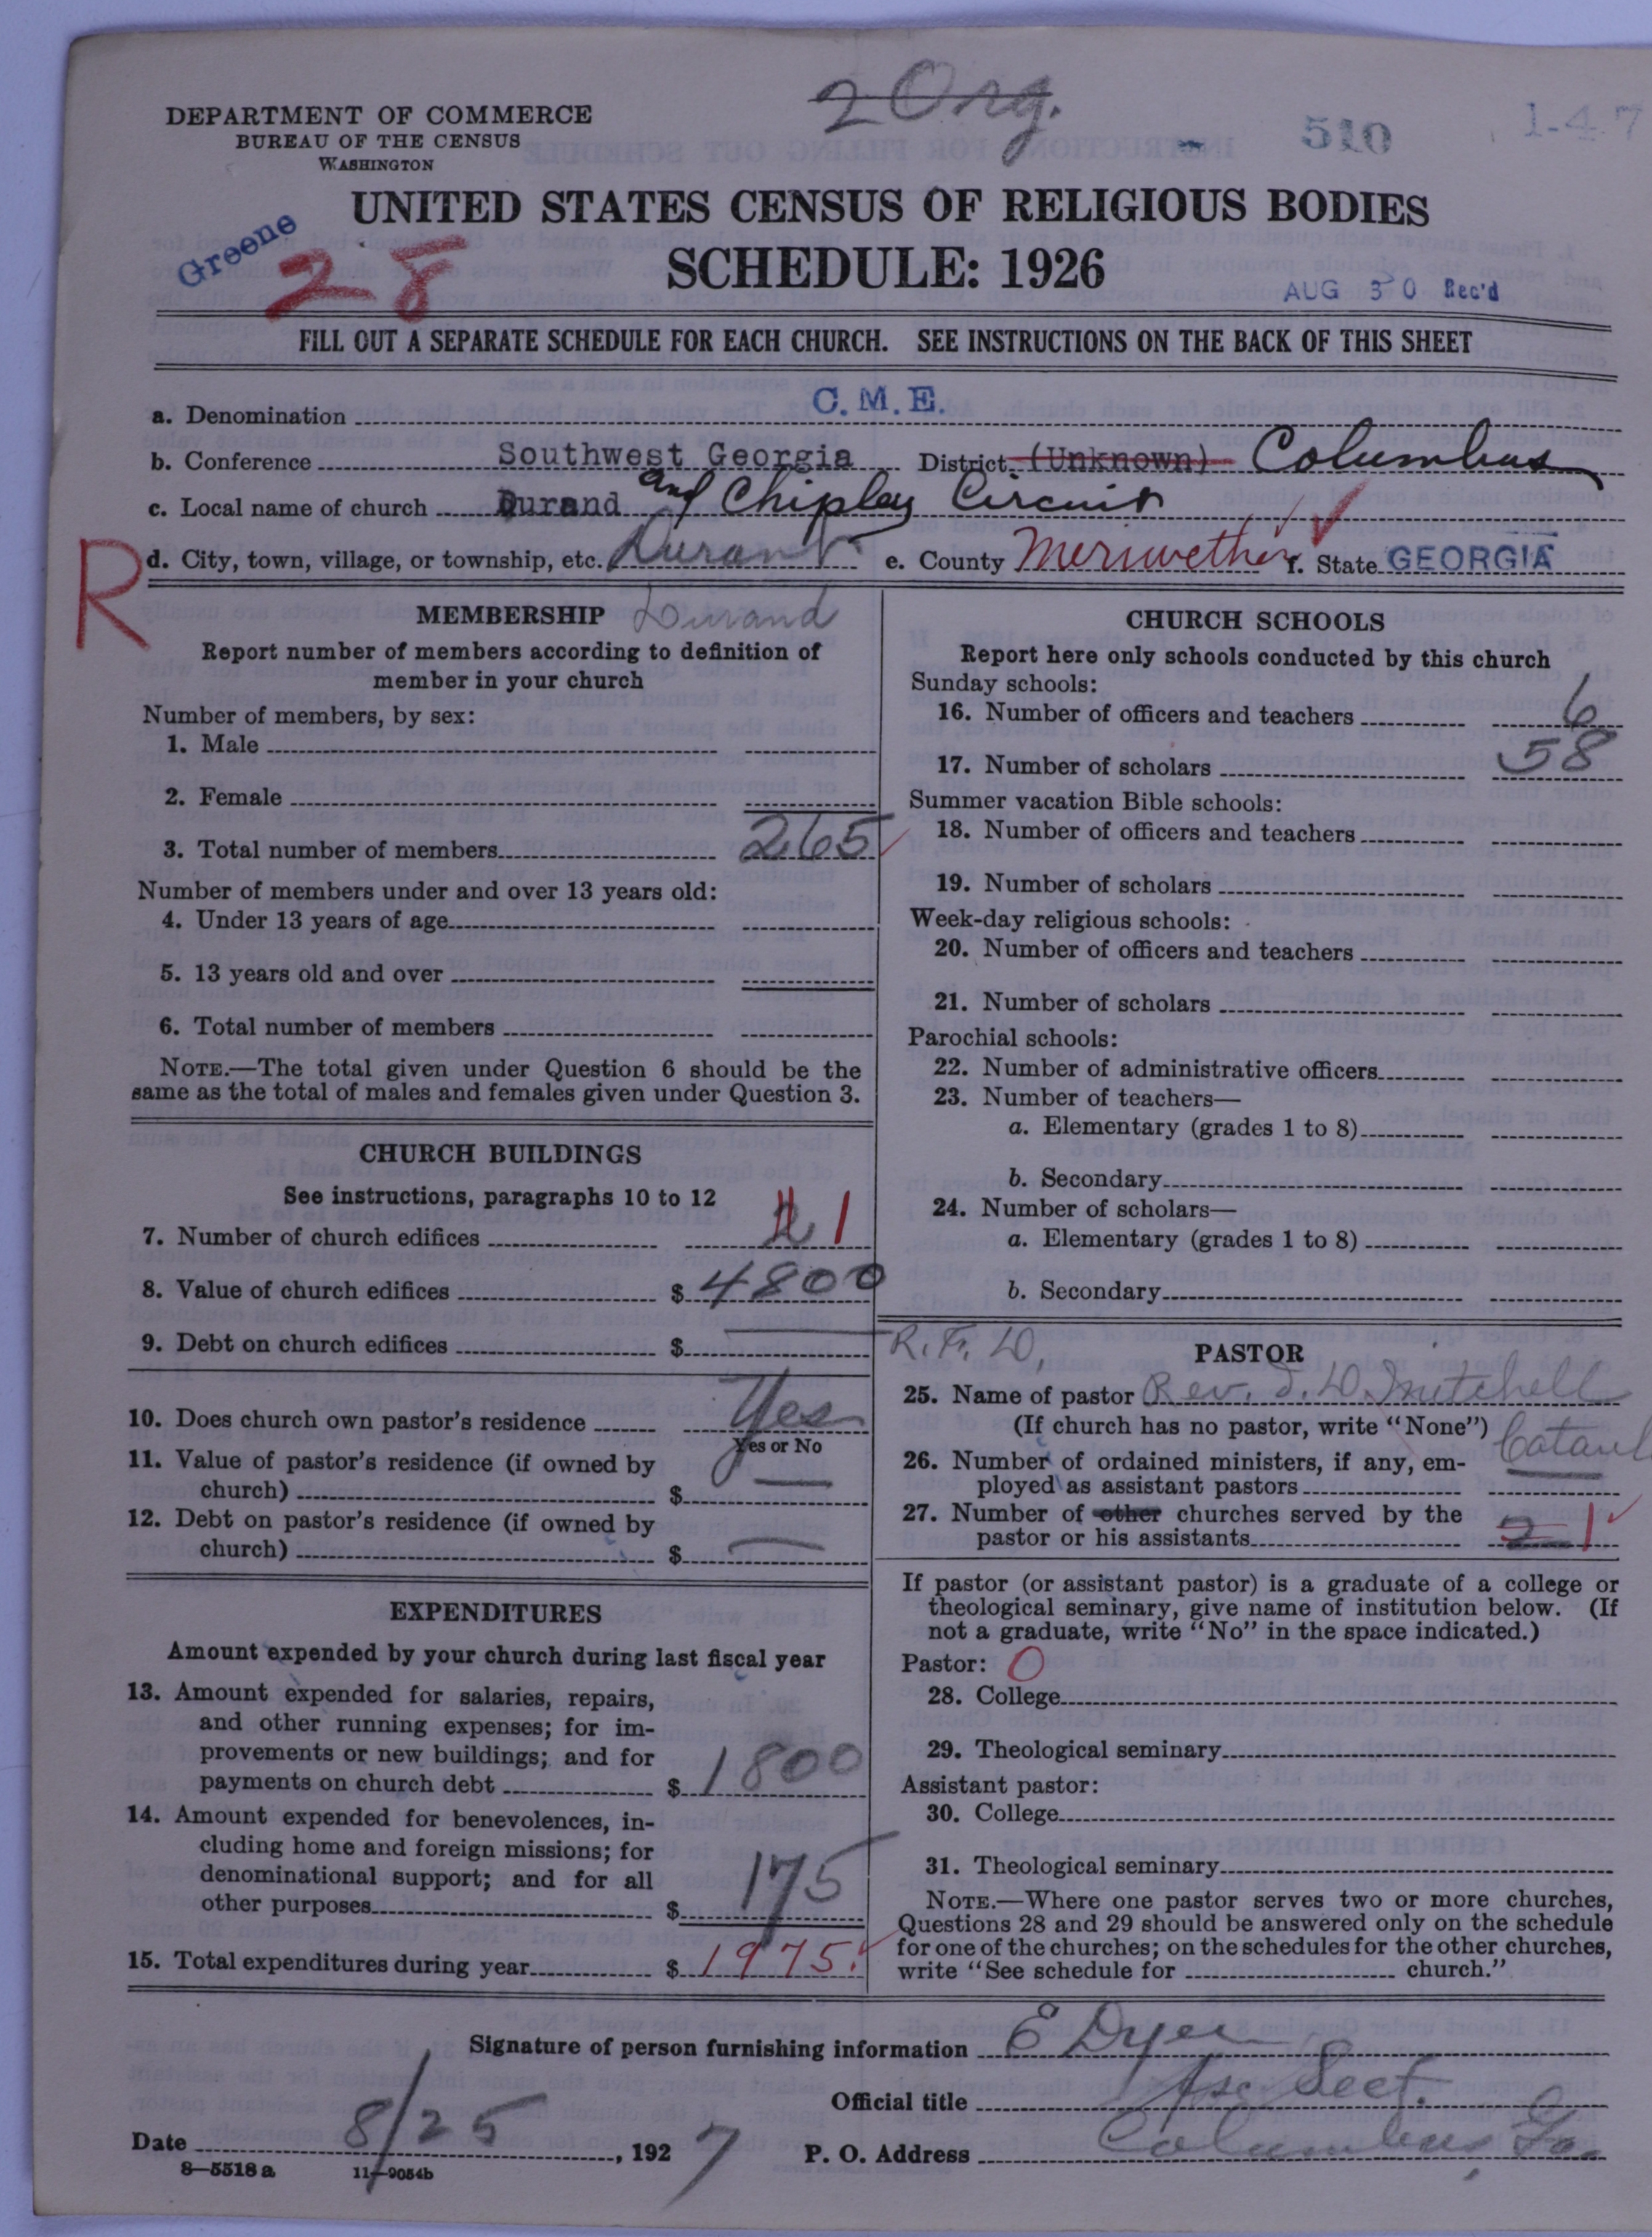 2 Org.
510
1-47
DEPARTMENT OF COMMERCE
BUREAU OF THE CENSUS
WASHINGTON
UNITED STATES CENSUS OF RELIGIOUS BODIES
Greene
28
SCHEDULE: 1926
AUG 30 Rec'd
FILL OUT A SEPARATE SCHEDULE FOR EACH CHURCH. SEE INSTRUCTIONS ON THE BACK OF THIS SHEET
a. Denomination C. M. E.
b. Conference Southwest Georgia District (Unknown) Columbus
c. Local name of church Durand and Chipley Circuit
R
d. City, town, village, or township, etc. Durant e. County Meriwether f. State GEORGIA
MEMBERSHIP Durand
Report number of members according to definition of
member in your church
Number of members, by sex:
1. Male
2. Female
3. Total number of members 265
Number of members under and over 13 years old:
4. Under 13 years of age
5. 13 years old and over
6. Total number of members
NOTE.—The total given under Question 6 should be the
same as the total of males and females given under Question 3.
CHURCH BUILDINGS
See instructions, paragraphs 10 to 12
7. Number of church edifices 2 1
8. Value of church edifices $ 4800
9. Debt on church edifices $
10. Does church own pastor's residence Yes
Yes or No
11. Value of pastor's residence (if owned by
church) $
12. Debt on pastor's residence (if owned by
church) $
EXPENDITURES
Amount expended by your church during last fiscal year
13. Amount expended for salaries, repairs,
and other running expenses; for im-
provements or new buildings; and for
payments on church debt $ 1800
14. Amount expended for benevolences, in-
cluding home and foreign missions; for
denominational support; and for all
other purposes $ 175
15. Total expenditures during year $ 1975.
CHURCH SCHOOLS
Report here only schools conducted by this church
Sunday schools:
16. Number of officers and teachers 6
17. Number of scholars 58
Summer vacation Bible schools:
18. Number of officers and teachers
19. Number of scholars
Week-day religious schools:
20. Number of officers and teachers
21. Number of scholars
Parochial schools:
22. Number of administrative officers
23. Number of teachers—
a. Elementary (grades 1 to 8)
b. Secondary
24. Number of scholars—
a. Elementary (grades 1 to 8)
b. Secondary
R. F. D.
PASTOR
25. Name of pastor Rev. J. D. Mitchell
(If church has no pastor, write "None")
26. Number of ordained ministers, if any, em-
ployed as assistant pastors
27. Number of other churches served by the
pastor or his assistants 2 1
If pastor (or assistant pastor) is a graduate of a college or
theological seminary, give name of institution below. (If
not a graduate, write "No" in the space indicated.)
Pastor: O
28. College
29. Theological seminary
Assistant pastor:
30. College
31. Theological seminary
NOTE.—Where one pastor serves two or more churches,
Questions 28 and 29 should be answered only on the schedule
for one of the churches; on the schedules for the other churches,
write "See schedule for church."
Signature of person furnishing information E Dyer
Official title Asc. Sect.
Date 8/25, 1927 P. O. Address Columbus, Ga.
8—5518 a 11—9054b